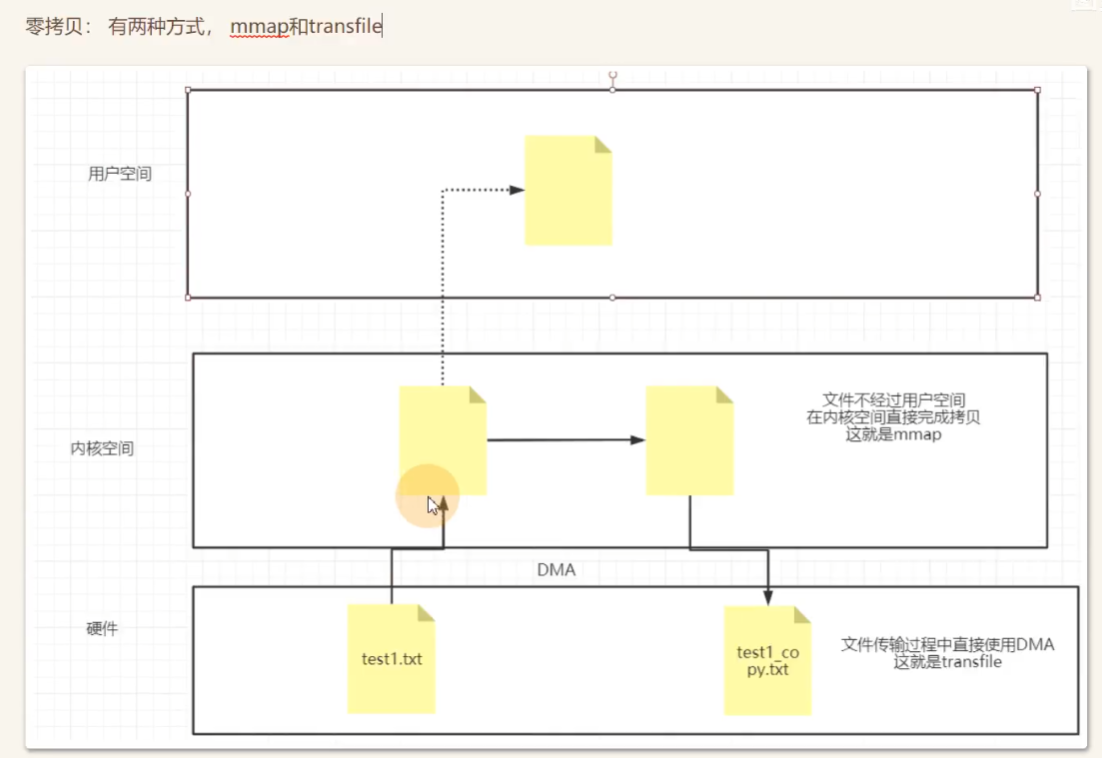 零拷贝： 有两种方式， mmap和transfile
用户空间
文件不经过用户空间
在内核空间直接完成拷贝
这就是mmap
内核空间
DMA
硬件
test1.txt
test1_co
py.txt
文件传输过程中直接使用DMA
这就是transfile